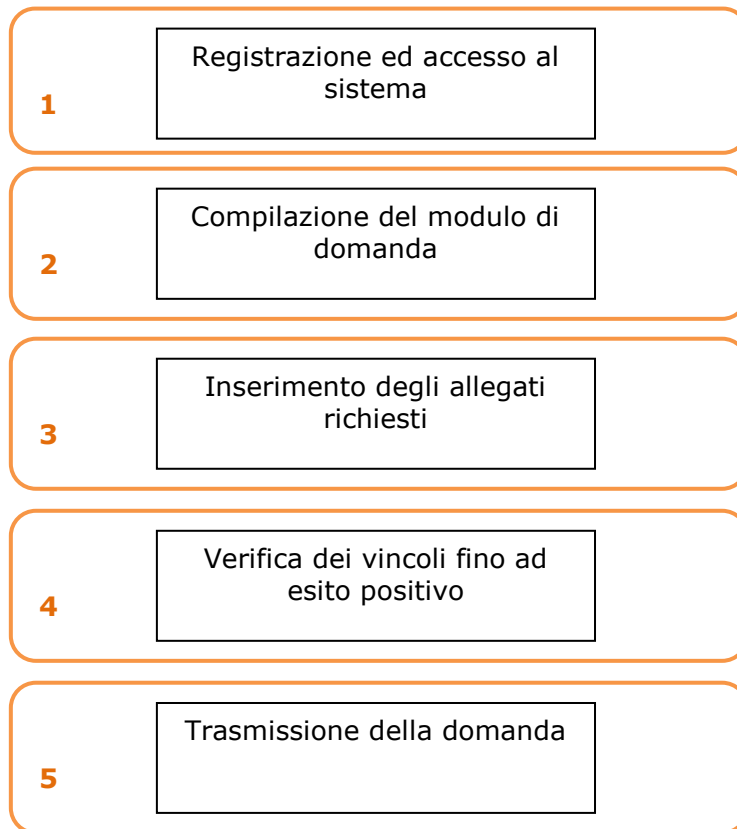 Registrazione ed accesso al
sistema
1
Compilazione del modulo di
domanda
2
Inserimento degli allegati
richiesti
3
Verifica dei vincoli fino ad
esito positivo
4
Trasmissione della domanda
5